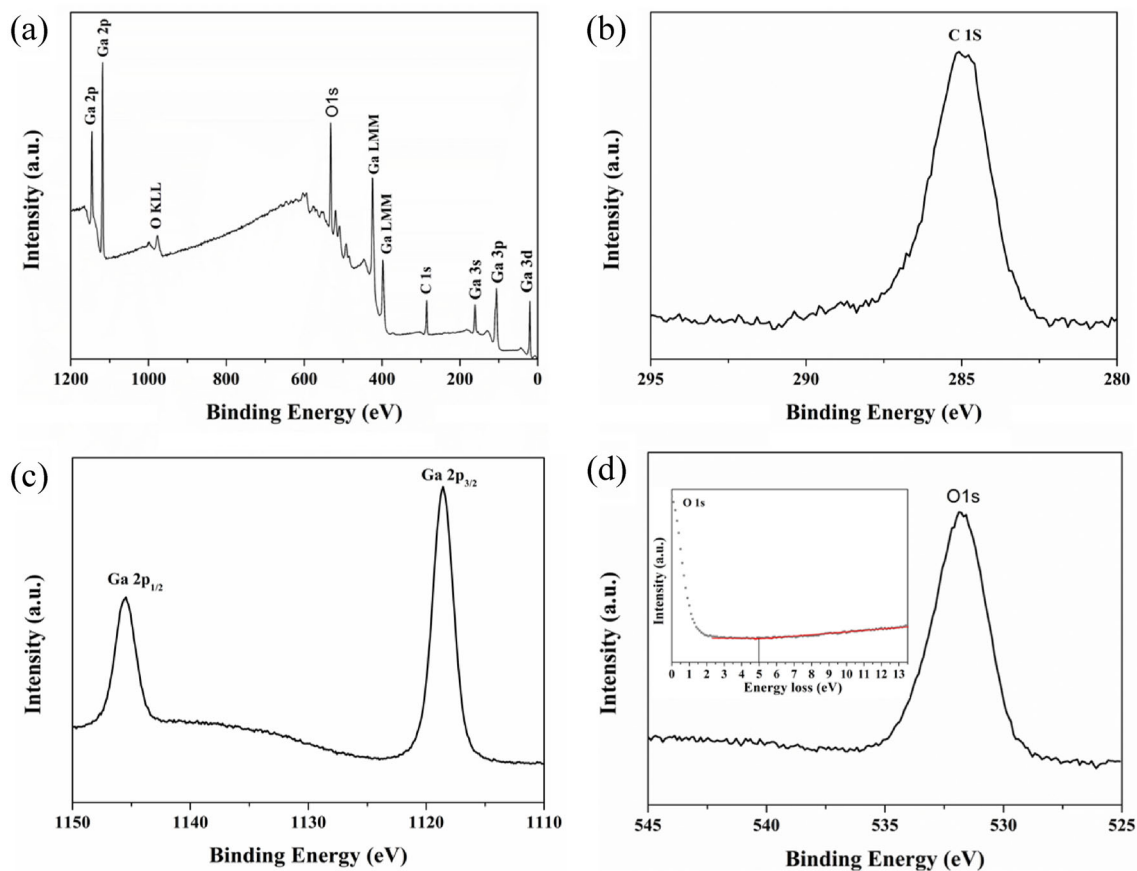 (a)
Ga 2p
Ga 2p
O KLL
O1s
Ga LMM
Ga LMM
C 1s
Ga 3s
Ga 3p
Ga 3d
Intensity (a.u.)
1200 1000 800 600 400 200 0
Binding Energy (eV)
(b)
C 1S
Intensity (a.u.)
295 290 285 280
Binding Energy (eV)
(c)
Ga 2p3/2
Ga 2p1/2
Intensity (a.u.)
1150 1140 1130 1120 1110
Binding Energy (eV)
(d)
O1s
O 1s
Intensity (a.u.)
0 1 2 3 4 5 6 7 8 9 10 11 12 13
Energy loss (eV)
Intensity (a.u.)
545 540 535 530 525
Binding Energy (eV)